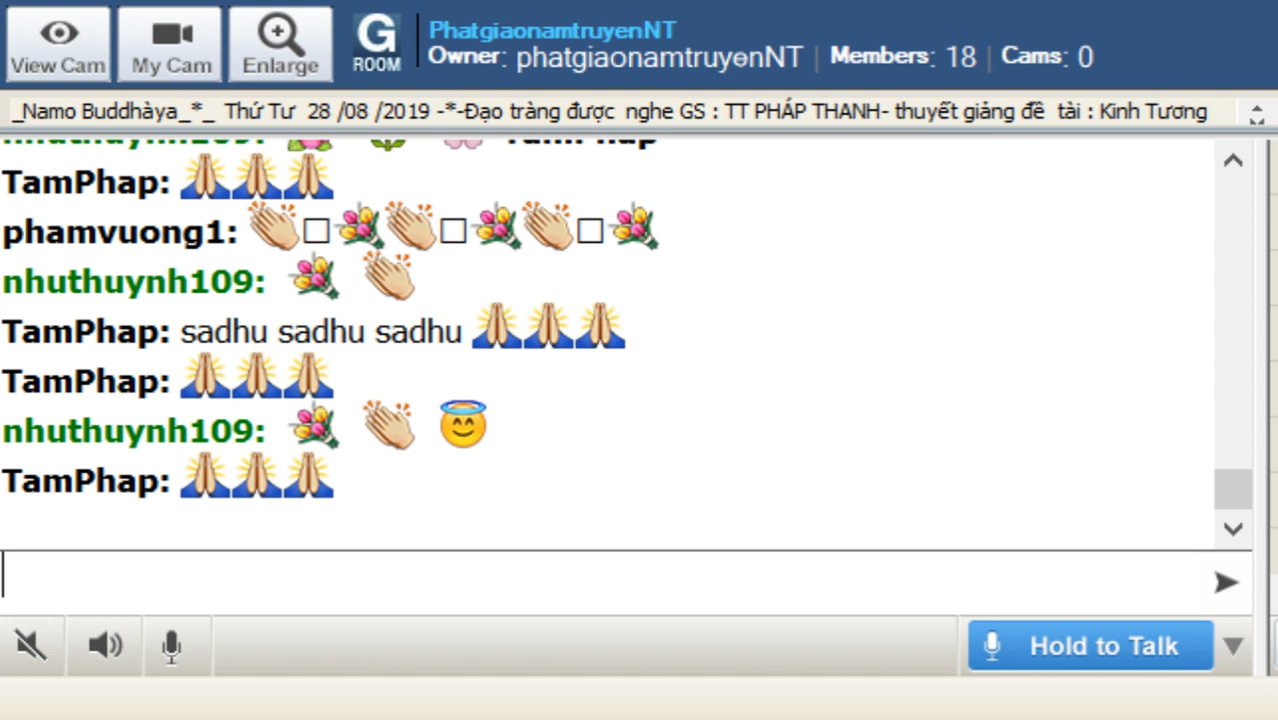 View Cam
My Cam
Enlarge
G
ROOM
PhatgiaonamtruyenNT
Owner: phatgiaonamtruyenNT | Members: 18 | Cams: 0
_Namo Buddhàya_*_ Thứ Tư 28 /08 /2019 -*-Đạo tràng được nghe GS : TT PHÁP THANH- thuyết giảng đề tài : Kinh Tương
nhuthuynh109: TamPhap
TamPhap: 🙏🙏🙏
phamvuong1: 👏□💐👏□💐👏□💐
nhuthuynh109: 💐 👏
TamPhap: sadhu sadhu sadhu 🙏🙏🙏
TamPhap: 🙏🙏🙏
nhuthuynh109: 💐 👏 😇
TamPhap: 🙏🙏🙏
Hold to Talk